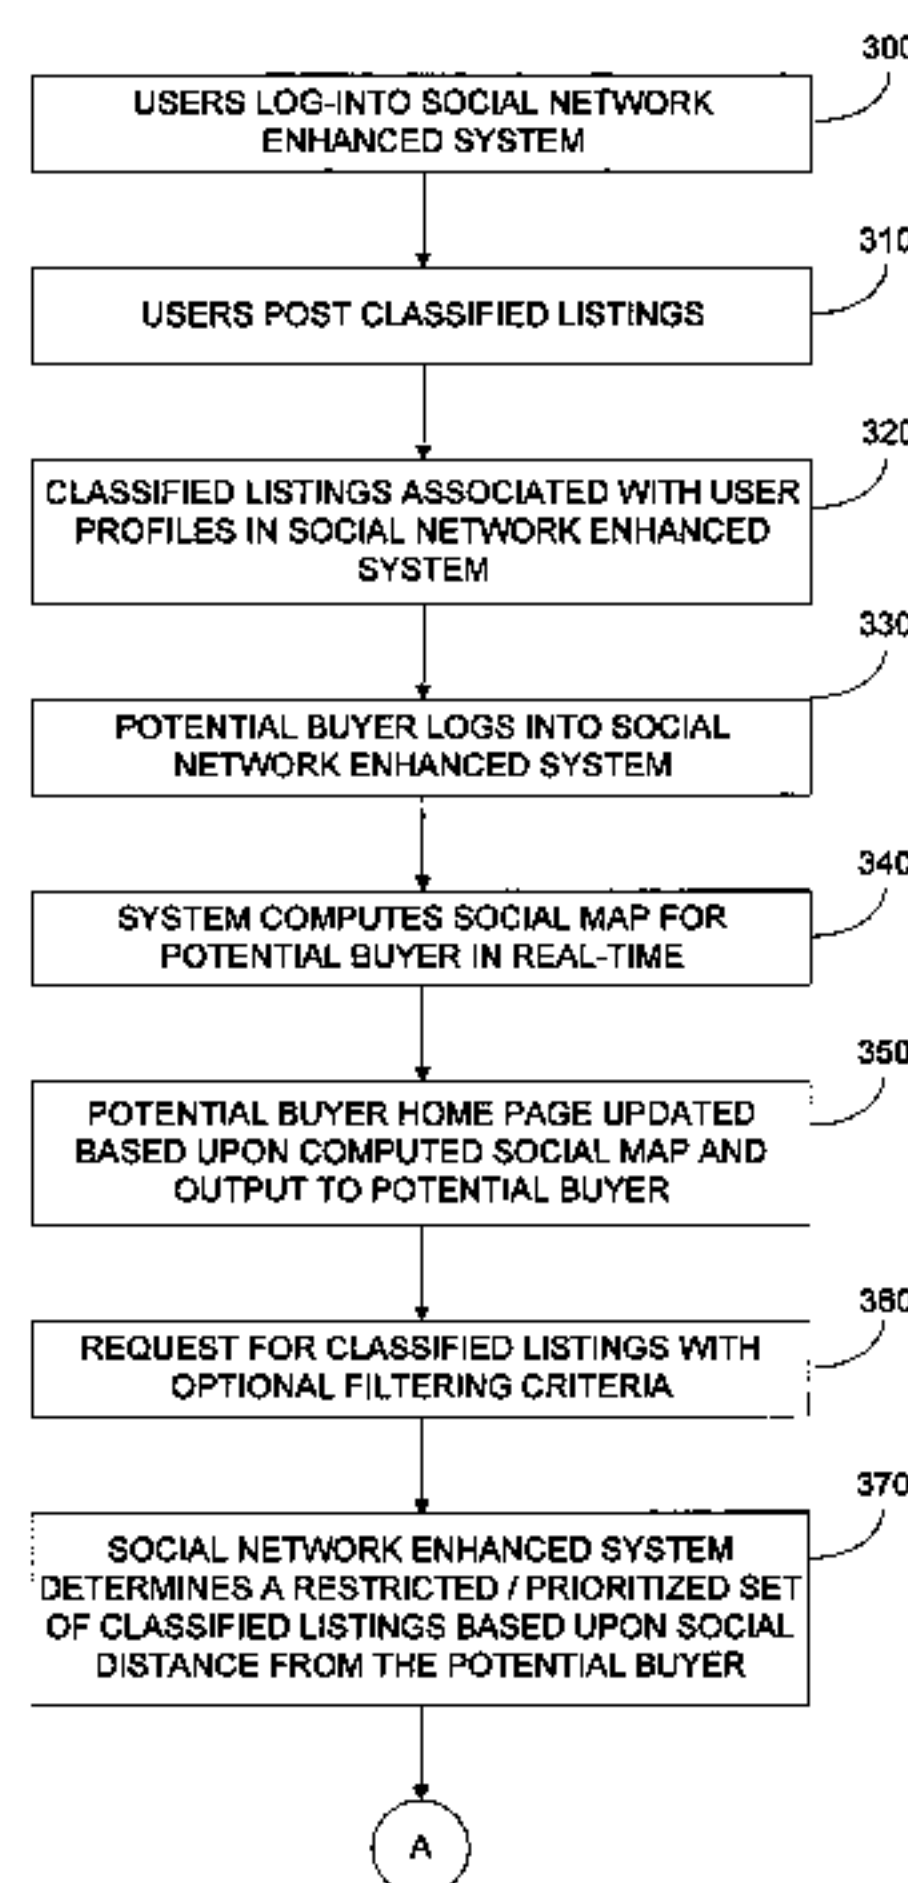 300
USERS LOG-INTO SOCIAL NETWORK
ENHANCED SYSTEM
310
USERS POST CLASSIFIED LISTINGS
320
CLASSIFIED LISTINGS ASSOCIATED WITH USER
PROFILES IN SOCIAL NETWORK ENHANCED
SYSTEM
330
POTENTIAL BUYER LOGS INTO SOCIAL
NETWORK ENHANCED SYSTEM
340
SYSTEM COMPUTES SOCIAL MAP FOR
POTENTIAL BUYER IN REAL-TIME
350
POTENTIAL BUYER HOME PAGE UPDATED
BASED UPON COMPUTED SOCIAL MAP AND
OUTPUT TO POTENTIAL BUYER
360
REQUEST FOR CLASSIFIED LISTINGS WITH
OPTIONAL FILTERING CRITERIA
370
SOCIAL NETWORK ENHANCED SYSTEM
DETERMINES A RESTRICTED / PRIORITIZED SET
OF CLASSIFIED LISTINGS BASED UPON SOCIAL
DISTANCE FROM THE POTENTIAL BUYER
A